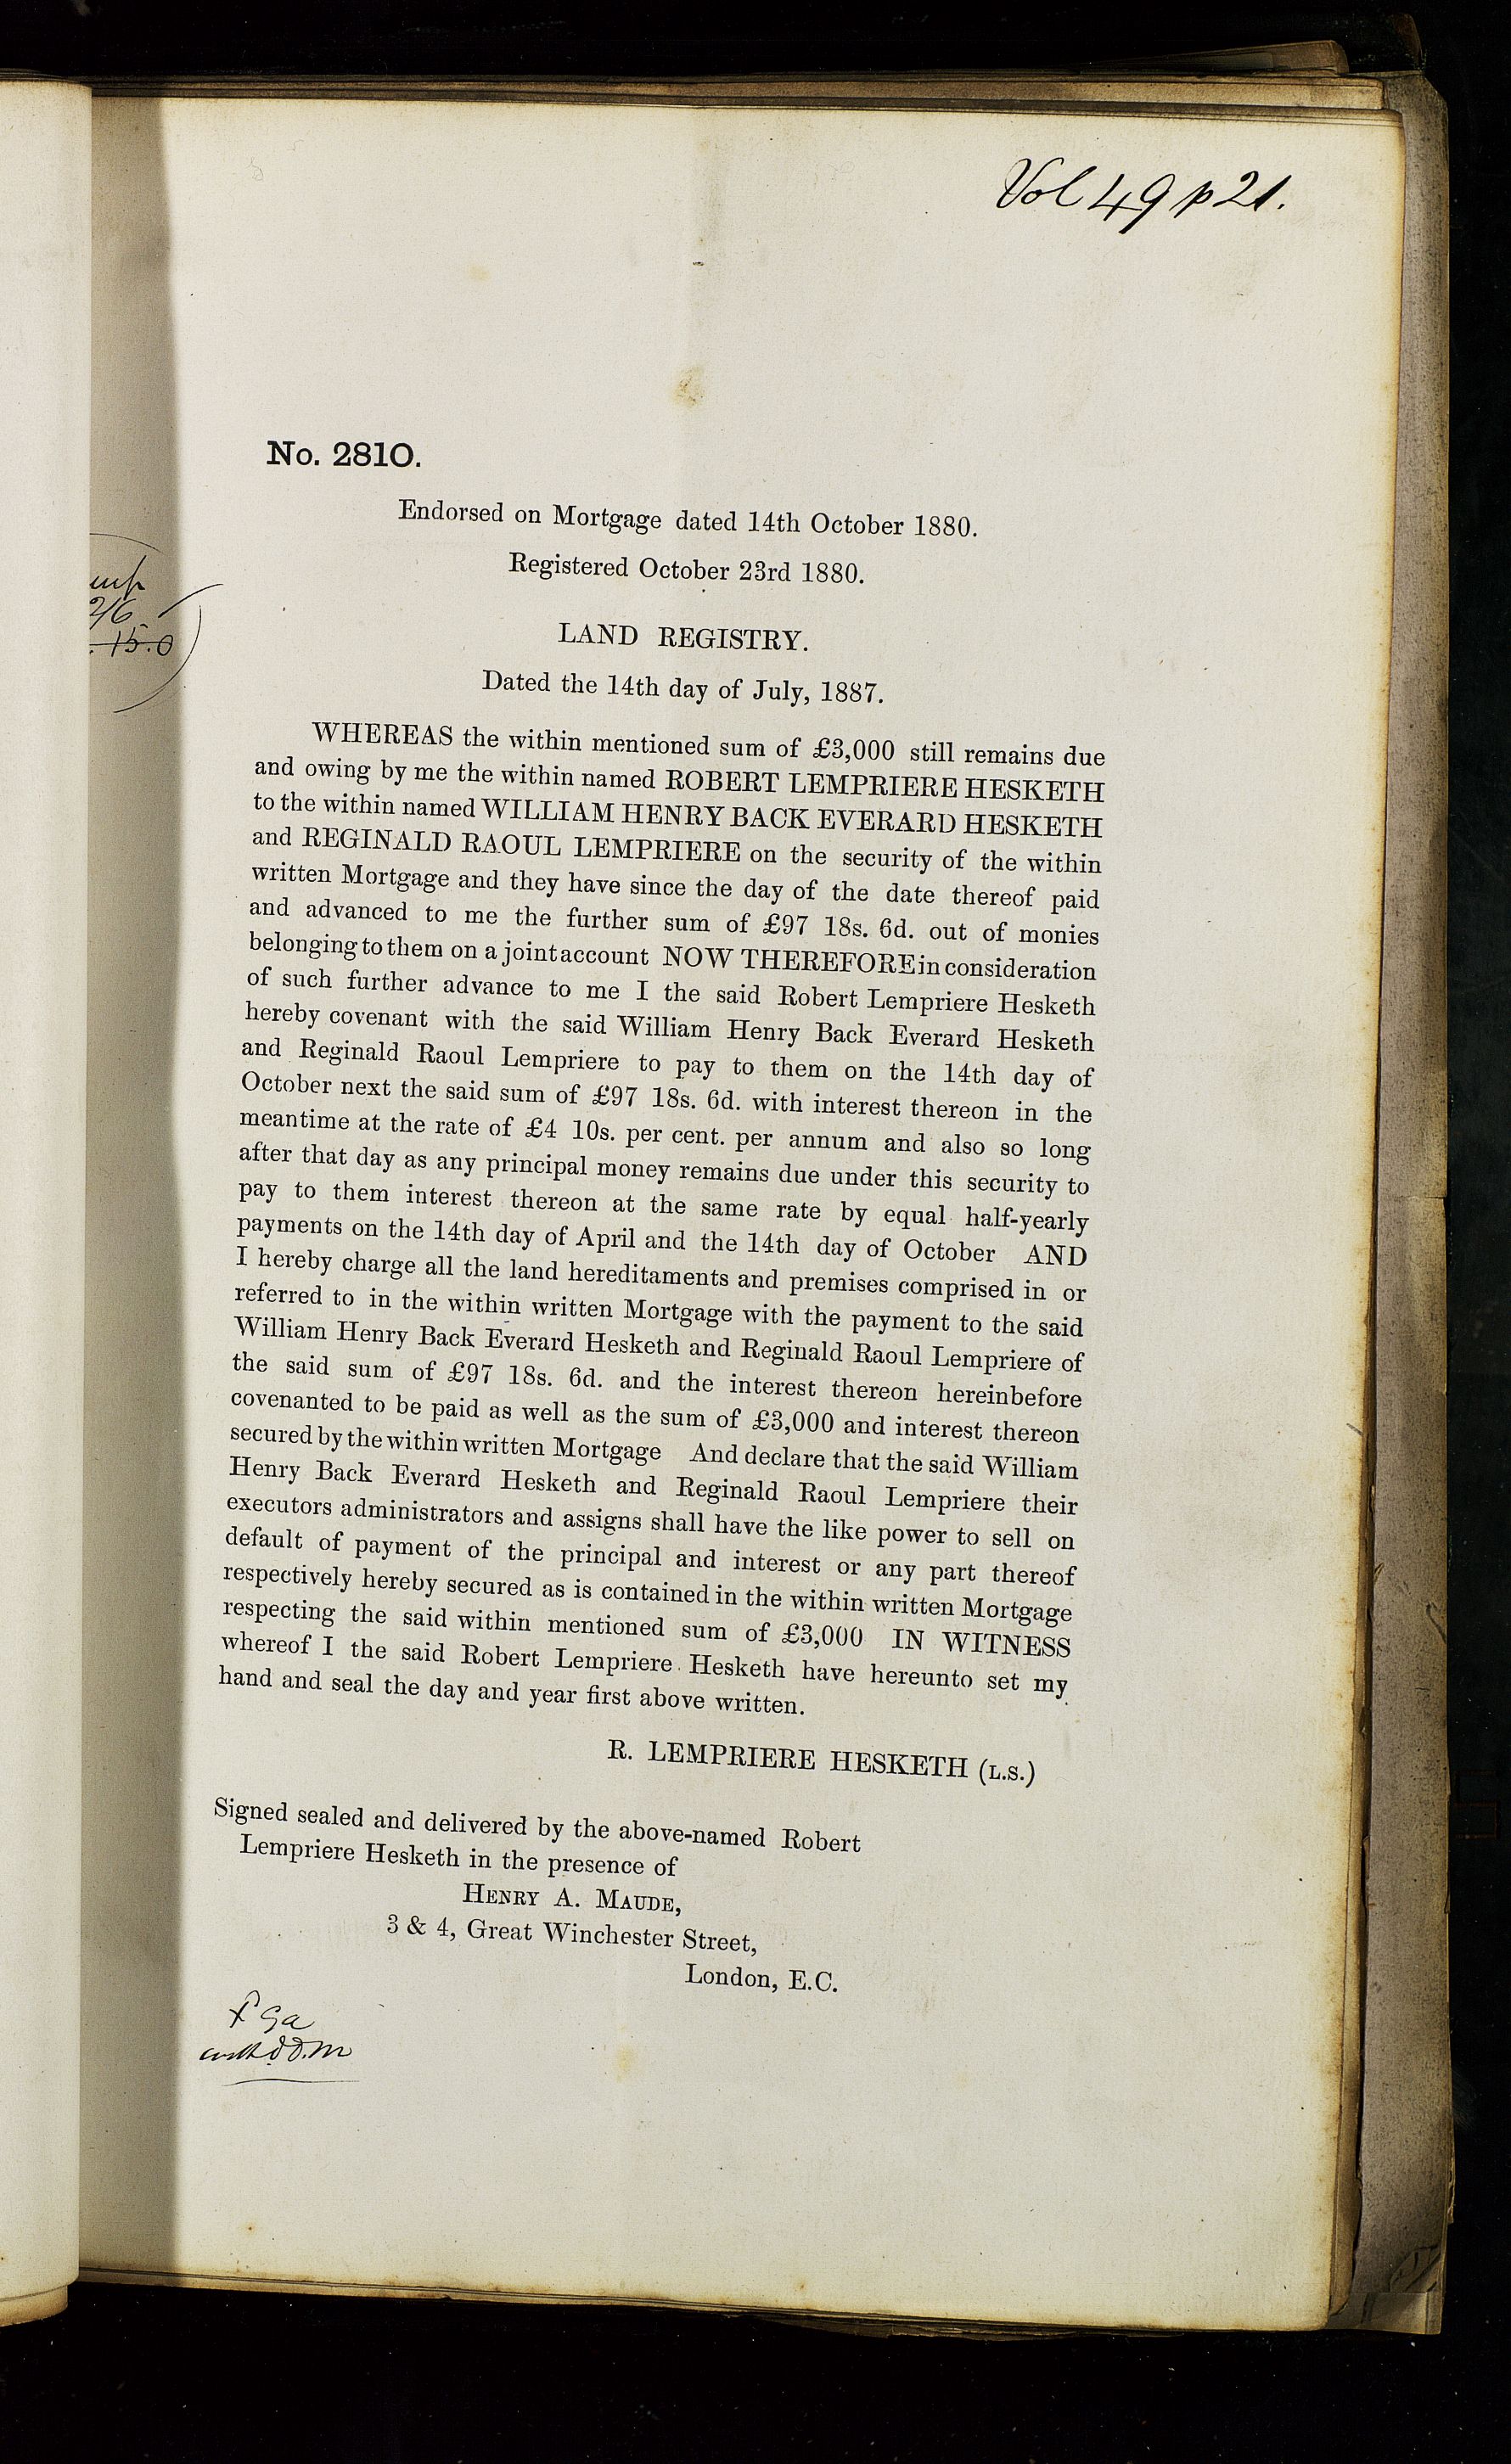 Vol 49 p 21.
No. 2810.
Endorsed on Mortgage dated 14th October 1880.
Registered October 23rd 1880.
2/6
15.0
LAND REGISTRY.
Dated the 14th day of July, 1887.
WHEREAS the within mentioned sum of £3,000 still remains due
and owing by me the within named ROBERT LEMPRIERE HESKETH
to the within named WILLIAM HENRY BACK EVERARD HESKETH
and REGINALD RAOUL LEMPRIERE on the security of the within
written Mortgage and they have since the day of the date thereof paid
and advanced to me the further sum of £97 18s. 6d. out of monies
belonging to them on a joint account NOW THEREFORE in consideration
of such further advance to me I the said Robert Lempriere Hesketh
hereby covenant with the said William Henry Back Everard Hesketh
and Reginald Raoul Lempriere to pay to them on the 14th day of
October next the said sum of £97 18s. 6d. with interest thereon in the
meantime at the rate of £4 10s. per cent. per annum and also so long
after that day as any principal money remains due under this security to
pay to them interest thereon at the same rate by equal half-yearly
payments on the 14th day of April and the 14th day of October AND
I hereby charge all the land hereditaments and premises comprised in or
referred to in the within written Mortgage with the payment to the said
William Henry Back Everard Hesketh and Reginald Raoul Lempriere of
the said sum of £97 18s. 6d. and the interest thereon hereinbefore
covenanted to be paid as well as the sum of £3,000 and interest thereon
secured by the within written Mortgage And declare that the said William
Henry Back Everard Hesketh and Reginald Raoul Lempriere their
executors administrators and assigns shall have the like power to sell on
default of payment of the principal and interest or any part thereof
respectively hereby secured as is contained in the within written Mortgage
respecting the said within mentioned sum of £3,000 IN WITNESS
whereof I the said Robert Lempriere Hesketh have hereunto set my
hand and seal the day and year first above written.
R. LEMPRIERE HESKETH (L.S.)
Signed sealed and delivered by the above-named Robert
Lempriere Hesketh in the presence of
HENRY A. MAUDE,
3 & 4, Great Winchester Street,
London, E.C.